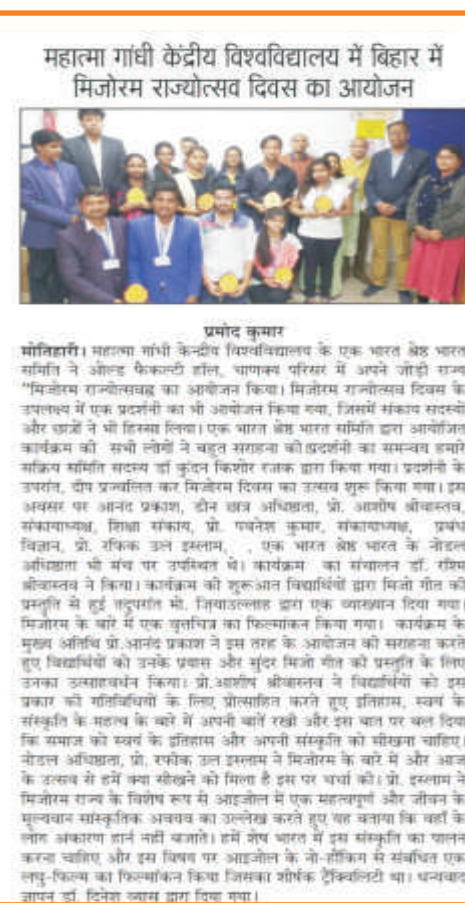 महात्मा गांधी केंद्रीय विश्वविद्यालय में बिहार में
मिजोरम राज्योत्सव दिवस का आयोजन
प्रमोद कुमार
मोतिहारी। महात्मा गांधी केन्द्रीय विश्वविद्यालय के एक भारत श्रेष्ठ भारत
समिति ने ओल्ड फैकल्टी हॉल, चाणक्य परिसर में अपने जोड़ी राज्य
"मिजोरम राज्योत्सवह्न का आयोजन किया। मिजोरम राज्योत्सव दिवस के
उपलक्ष्य में एक प्रदर्शनी का भी आयोजन किया गया, जिसमें संकाय सदस्यों
और छात्रों ने भी हिस्सा लिया। एक भारत श्रेष्ठ भारत समिति द्वारा आयोजित
कार्यक्रम की सभी लोगों ने बहुत सराहना की।प्रदर्शनी का समन्वय हमारे
सक्रिय समिति सदस्य डॉ कुंदन किशोर रजक द्वारा किया गया। प्रदर्शनी के
उपरांत, दीप प्रज्वलित कर मिजोरम दिवस का उत्सव शुरू किया गया। इस
अवसर पर आनंद प्रकाश, डीन छात्र अधिष्ठाता, प्रो. आशीष श्रीवास्तव,
संकायाध्यक्ष, शिक्षा संकाय, प्रो. पवनेश कुमार, संकायाध्यक्ष, प्रबंध
विज्ञान, प्रो. रफिक उल इस्लाम, . एक भारत श्रेष्ठ भारत के नोडल
अधिष्ठाता भी मंच पर उपस्थित थे। कार्यक्रम का संचालन डॉ. रश्मि
श्रीवास्तव ने किया। कार्यक्रम की शुरूआत विद्यार्थियों द्वारा मिजो गीत की
प्रस्तुति से हुई तदुपरांत मो. जियाउल्लाह द्वारा एक व्याख्यान दिया गया।
मिजोरम के बारे में एक वृत्तचित्र का फिल्मांकन किया गया। कार्यक्रम के
मुख्य अतिथि प्रो.आनंद प्रकाश ने इस तरह के आयोजन की सराहना करते
हुए विद्यार्थियों को उनके प्रयास और सुंदर मिजो गीत की प्रस्तुति के लिए
उनका उत्साहवर्धन किया। प्रो.आशीष श्रीवास्तव ने विद्यार्थियों को इस
प्रकार की गतिविधियों के लिए प्रोत्साहित करते हुए इतिहास, स्वयं के
संस्कृति के महत्व के बारे में अपनी बातें रखी और इस बात पर बल दिया
कि समाज को स्वयं के इतिहास और अपनी संस्कृति को सीखना चाहिए।
नोडल अधिष्ठाता, प्रो. रफीक उल इस्लाम ने मिजोरम के बारे में और आज
के उत्सव से हमें क्या सीखने को मिला है इस पर चर्चा की। प्रो. इस्लाम ने
मिजोरम राज्य के विशेष रूप से आइजोल में एक महत्वपूर्ण और जीवन के
मूल्यवान सांस्कृतिक अवयव का उल्लेख करते हुए यह बताया कि वहाँ के
लोग अकारण हार्न नहीं बजाते। हमें शेष भारत में इस संस्कृति का पालन
करना चाहिए और इस विषय पर आइजोल के नो-हॉकिंग से संबंधित एक
लघु-फिल्म का फिल्मांकन किया जिसका शीर्षक ट्रैंक्विलिटी था। धन्यवाद
ज्ञापन डॉ. दिनेश व्यास द्वारा दिया गया।